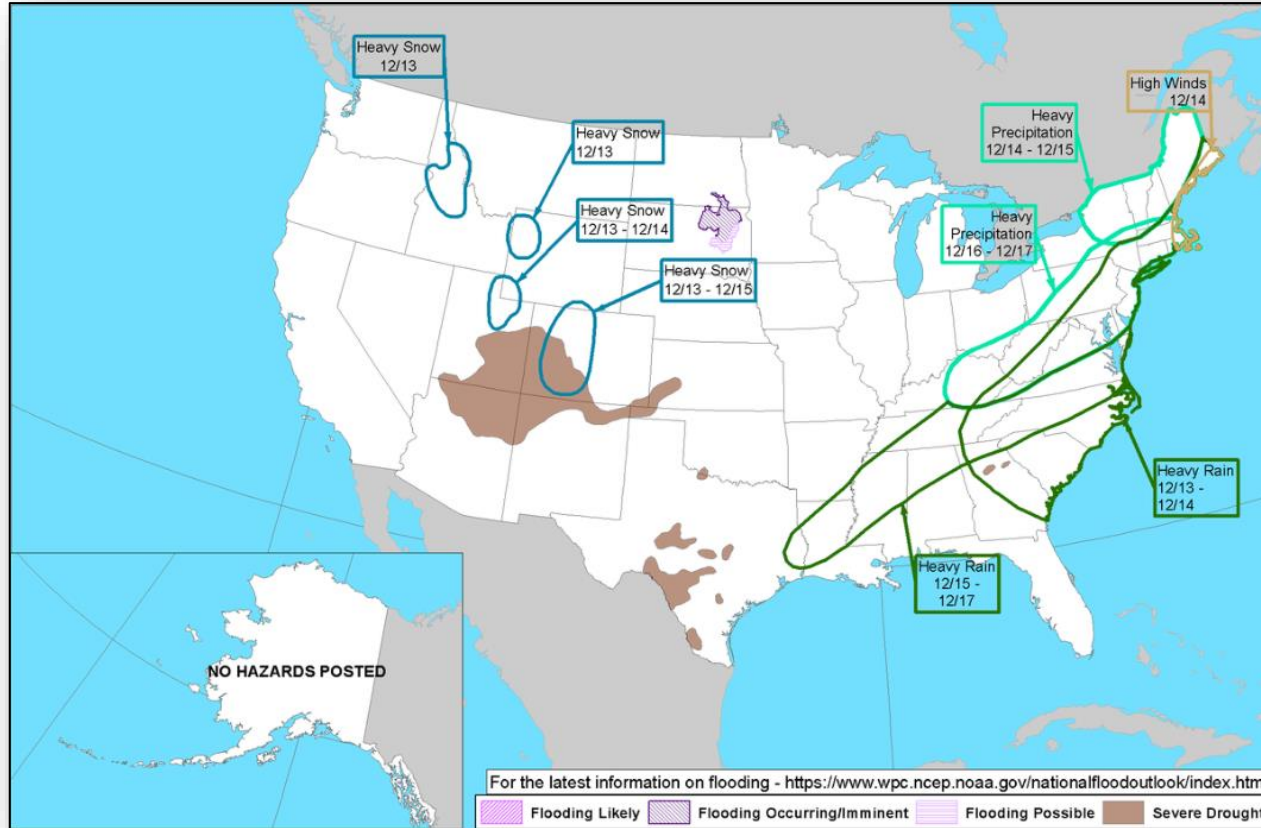 Heavy Snow
12/13
High Winds
12/14
Heavy
Precipitation
12/14 - 12/15
Heavy Snow
12/13
Heavy Snow
12/13 - 12/14
Heavy
Precipitation
12/16 - 12/17
Heavy Snow
12/13 - 12/15
Heavy Rain
12/13 -
12/14
Heavy Rain
12/15 -
12/17
NO HAZARDS POSTED
For the latest information on flooding - https://www.wpc.ncep.noaa.gov/nationalfloodoutlook/index.htm
Flooding Likely Flooding Occurring/Imminent Flooding Possible Severe Drought